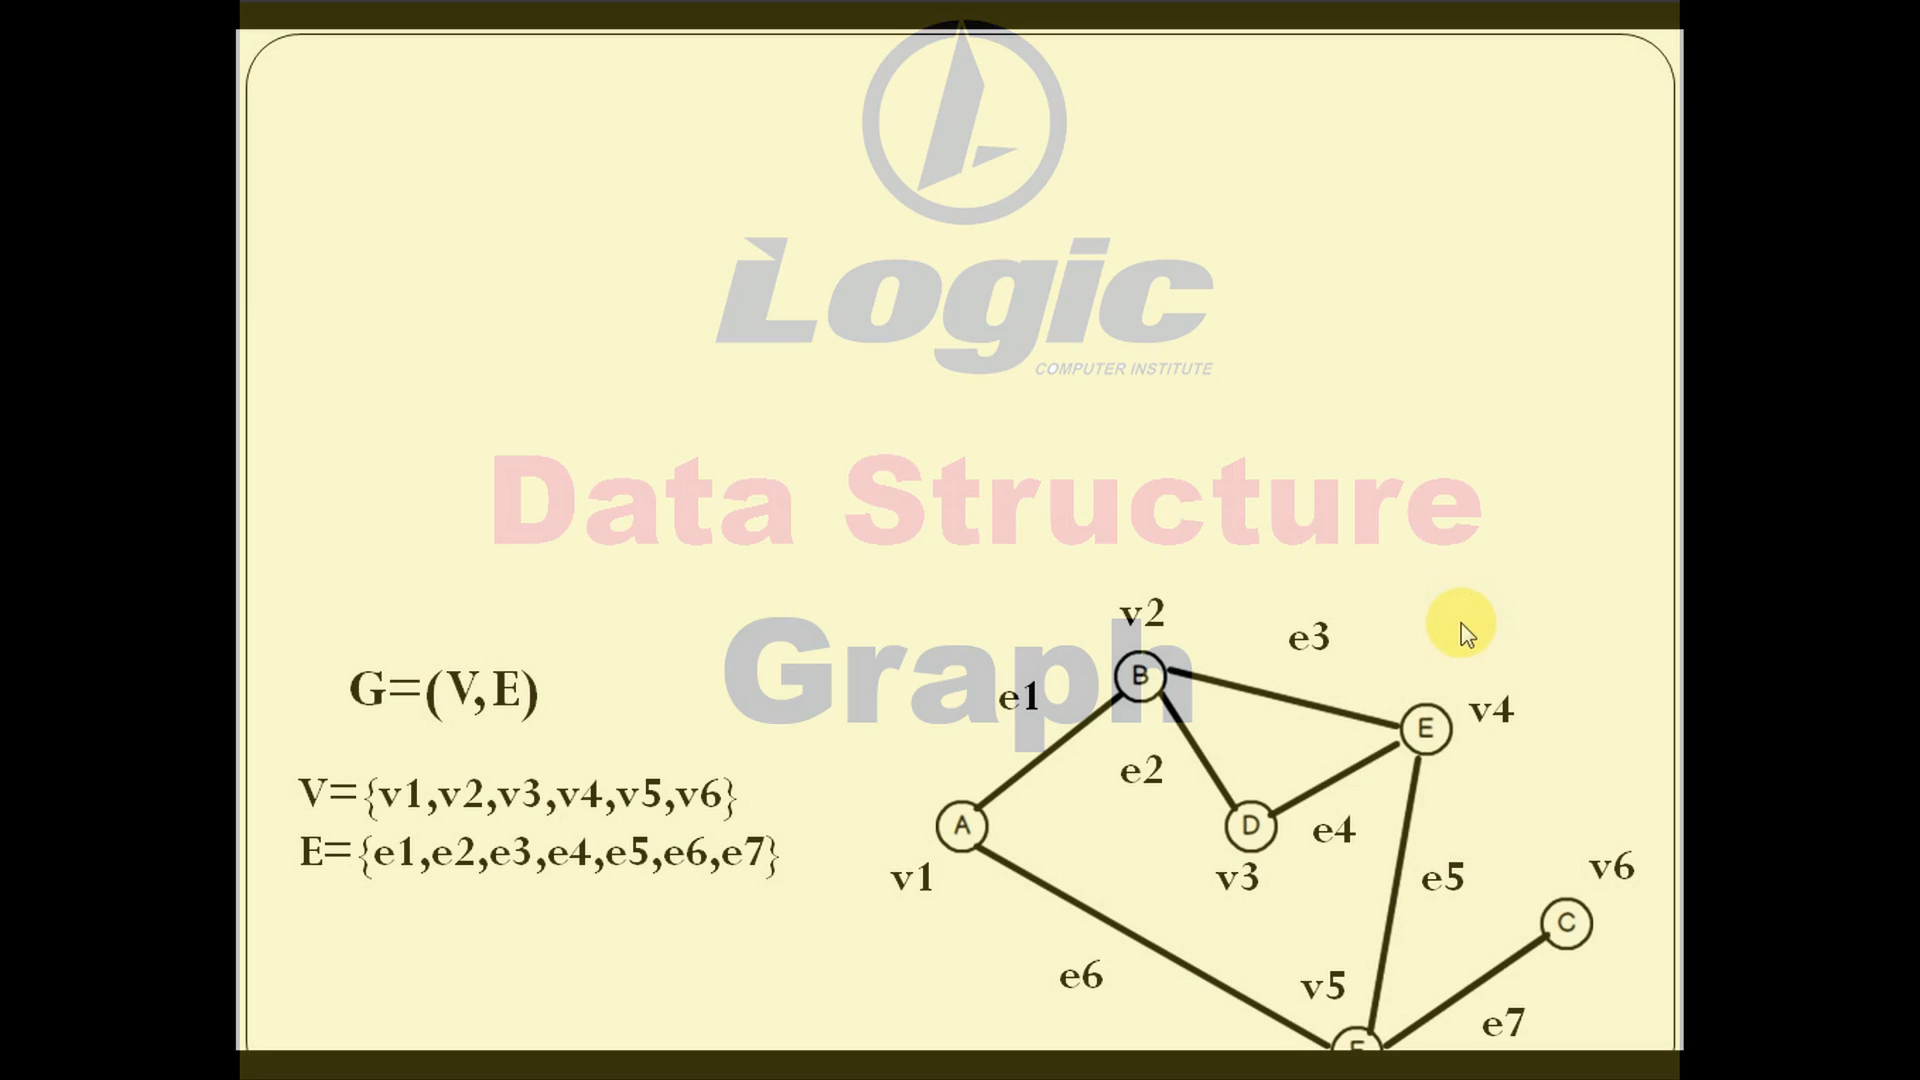 Logic
COMPUTER INSTITUTE
Data Structure
Graph
G=(V,E)
V={v1,v2,v3,v4,v5,v6}
E={e1,e2,e3,e4,e5,e6,e7}
v2
e3
B
e1
E
v4
e2
A
D
e4
v1
v3
e5
v6
C
e6
v5
e7